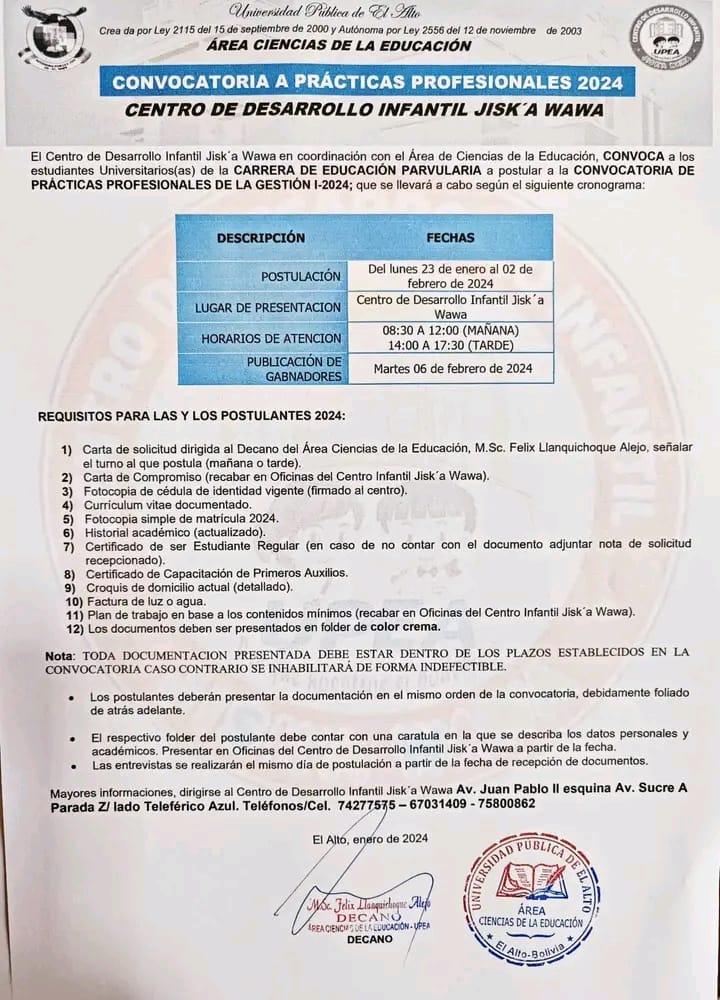 Universidad Pública de El Alto
Crea da por Ley 2115 del 15 de septiembre de 2000 y Autónoma por Ley 2556 del 12 de noviembre de 2003
ÁREA CIENCIAS DE LA EDUCACIÓN
UPEA
CONVOCATORIA A PRÁCTICAS PROFESIONALES 2024
CENTRO DE DESARROLLO INFANTIL JISK´A WAWA
El Centro de Desarrollo Infantil Jisk´a Wawa en coordinación con el Área de Ciencias de la Educación, CONVOCA a los
estudiantes Universitarios(as) de la CARRERA DE EDUCACIÓN PARVULARIA a postular a la CONVOCATORIA DE
PRÁCTICAS PROFESIONALES DE LA GESTIÓN I-2024; que se llevará a cabo según el siguiente cronograma:
DESCRIPCIÓN FECHAS
POSTULACIÓN Del lunes 23 de enero al 02 de
febrero de 2024
LUGAR DE PRESENTACION Centro de Desarrollo Infantil Jisk´a
Wawa
HORARIOS DE ATENCION 08:30 A 12:00 (MAÑANA)
14:00 A 17:30 (TARDE)
PUBLICACIÓN DE
GABNADORES Martes 06 de febrero de 2024
REQUISITOS PARA LAS Y LOS POSTULANTES 2024:
1) Carta de solicitud dirigida al Decano del Área Ciencias de la Educación, M.Sc. Felix Llanquichoque Alejo, señalar
el turno al que postula (mañana o tarde).
2) Carta de Compromiso (recabar en Oficinas del Centro Infantil Jisk´a Wawa).
3) Fotocopia de cédula de identidad vigente (firmado al centro).
4) Curriculum vitae documentado.
5) Fotocopia simple de matrícula 2024.
6) Historial académico (actualizado).
7) Certificado de ser Estudiante Regular (en caso de no contar con el documento adjuntar nota de solicitud
recepcionado).
8) Certificado de Capacitación de Primeros Auxilios.
9) Croquis de domicilio actual (detallado).
10) Factura de luz o agua.
11) Plan de trabajo en base a los contenidos mínimos (recabar en Oficinas del Centro Infantil Jisk´a Wawa).
12) Los documentos deben ser presentados en folder de color crema.
Nota: TODA DOCUMENTACION PRESENTADA DEBE ESTAR DENTRO DE LOS PLAZOS ESTABLECIDOS EN LA
CONVOCATORIA CASO CONTRARIO SE INHABILITARÁ DE FORMA INDEFECTIBLE.
• Los postulantes deberán presentar la documentación en el mismo orden de la convocatoria, debidamente foliado
de atrás adelante.
• El respectivo folder del postulante debe contar con una caratula en la que se describa los datos personales y
académicos. Presentar en Oficinas del Centro de Desarrollo Infantil Jisk´a Wawa a partir de la fecha.
• Las entrevistas se realizarán el mismo día de postulación a partir de la fecha de recepción de documentos.
Mayores informaciones, dirigirse al Centro de Desarrollo Infantil Jisk´a Wawa Av. Juan Pablo II esquina Av. Sucre A
Parada Z/ lado Teleférico Azul. Teléfonos/Cel. 74277575 – 67031409 - 75800862
El Alto, enero de 2024
M.Sc. Felix Llanquichoque Alejo
DECANO
ÁREA CIENCIAS DE LA EDUCACIÓN - UPEA
DECANO
UNIVERSIDAD PÚBLICA DE EL ALTO
ÁREA
CIENCIAS DE LA EDUCACIÓN
El Alto-Bolivia